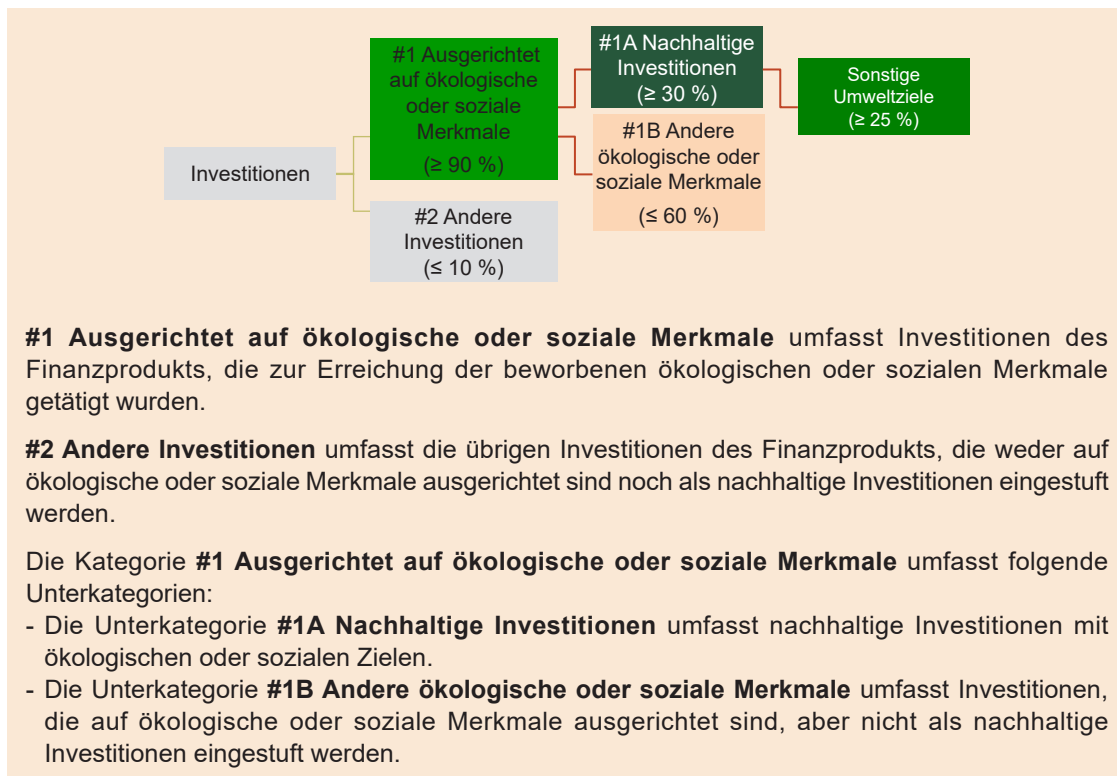 #1 Ausgerichtet
auf ökologische
oder soziale
Merkmale
(≥ 90 %)
#1A Nachhaltige
Investitionen
(≥ 30 %)
Sonstige
Umweltziele
(≥ 25 %)
#1B Andere
ökologische oder
soziale Merkmale
(≤ 60 %)
Investitionen
#2 Andere
Investitionen
(≤ 10 %)
#1 Ausgerichtet auf ökologische oder soziale Merkmale umfasst Investitionen des
Finanzprodukts, die zur Erreichung der beworbenen ökologischen oder sozialen Merkmale
getätigt wurden.
#2 Andere Investitionen umfasst die übrigen Investitionen des Finanzprodukts, die weder auf
ökologische oder soziale Merkmale ausgerichtet sind noch als nachhaltige Investitionen eingestuft
werden.
Die Kategorie #1 Ausgerichtet auf ökologische oder soziale Merkmale umfasst folgende
Unterkategorien:
- Die Unterkategorie #1A Nachhaltige Investitionen umfasst nachhaltige Investitionen mit
ökologischen oder sozialen Zielen.
- Die Unterkategorie #1B Andere ökologische oder soziale Merkmale umfasst Investitionen,
die auf ökologische oder soziale Merkmale ausgerichtet sind, aber nicht als nachhaltige
Investitionen eingestuft werden.